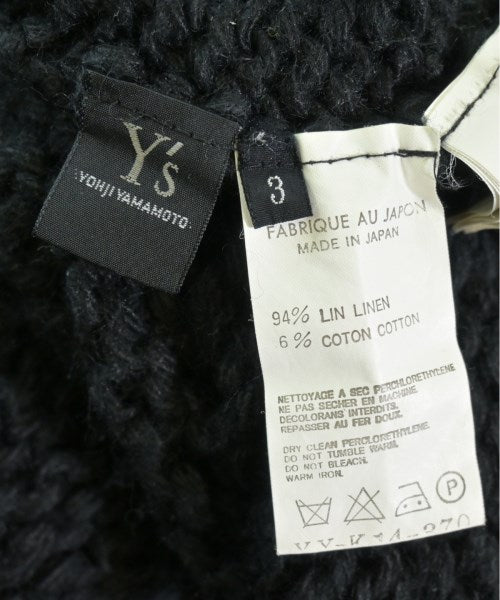 Y's
YOHJI YAMAMOTO
3
FABRIQUE AU JAPON
MADE IN JAPAN
94% LIN LINEN
6% COTON COTTON
NETTOYAGE A SEC PERCHLORETHYLENE
NE PAS SECHER EN MACHINE.
DECOLORANS INTERDITS.
REPASSER AU FER DOUX.
DRY CLEAN PERCLORETHYLENE
DO NOT TUMBLE WARM.
DO NOT BLEACH.
WARM IRON.
P